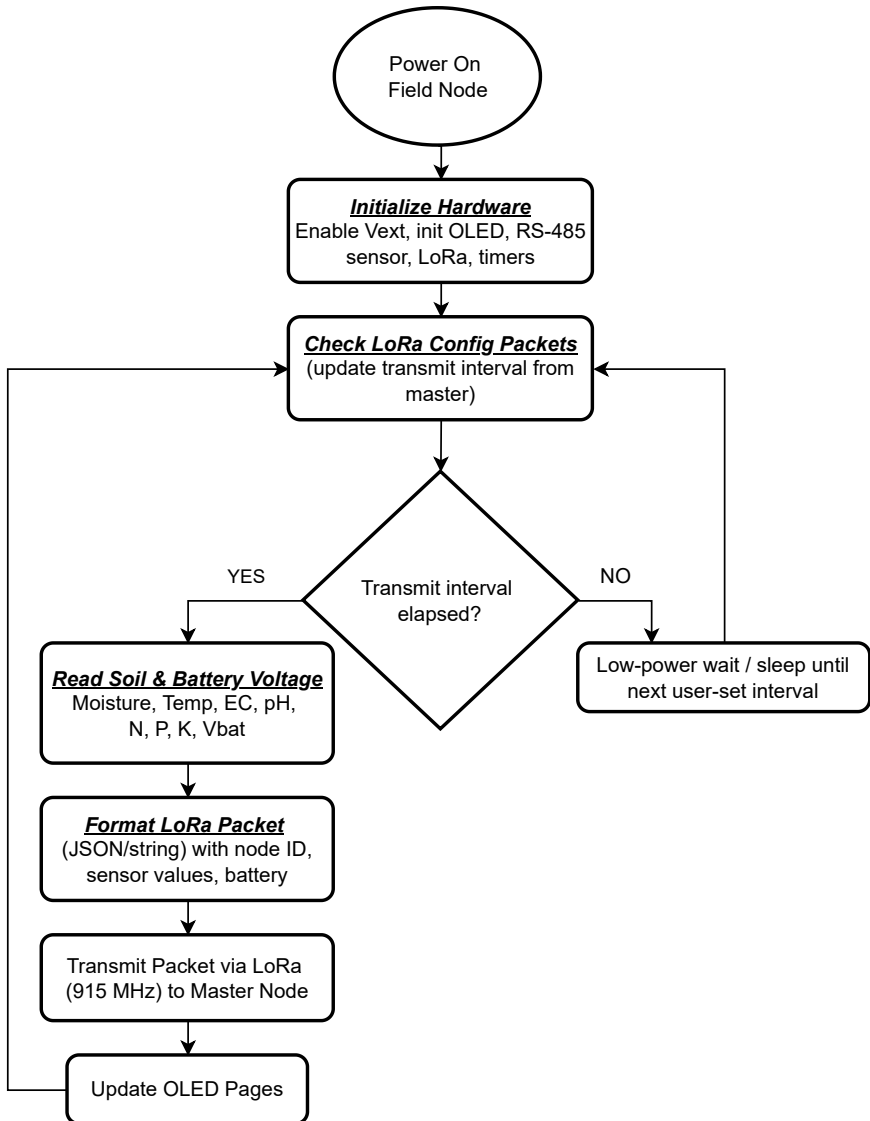 Power On
Field Node
Initialize Hardware
Enable Vext, init OLED, RS-485
sensor, LoRa, timers
Check LoRa Config Packets
(update transmit interval from
master)
Transmit interval
elapsed?
YES
NO
Read Soil & Battery Voltage
Moisture, Temp, EC, pH,
N, P, K, Vbat
Low-power wait / sleep until
next user-set interval
Format LoRa Packet
(JSON/string) with node ID,
sensor values, battery
Transmit Packet via LoRa
(915 MHz) to Master Node
Update OLED Pages